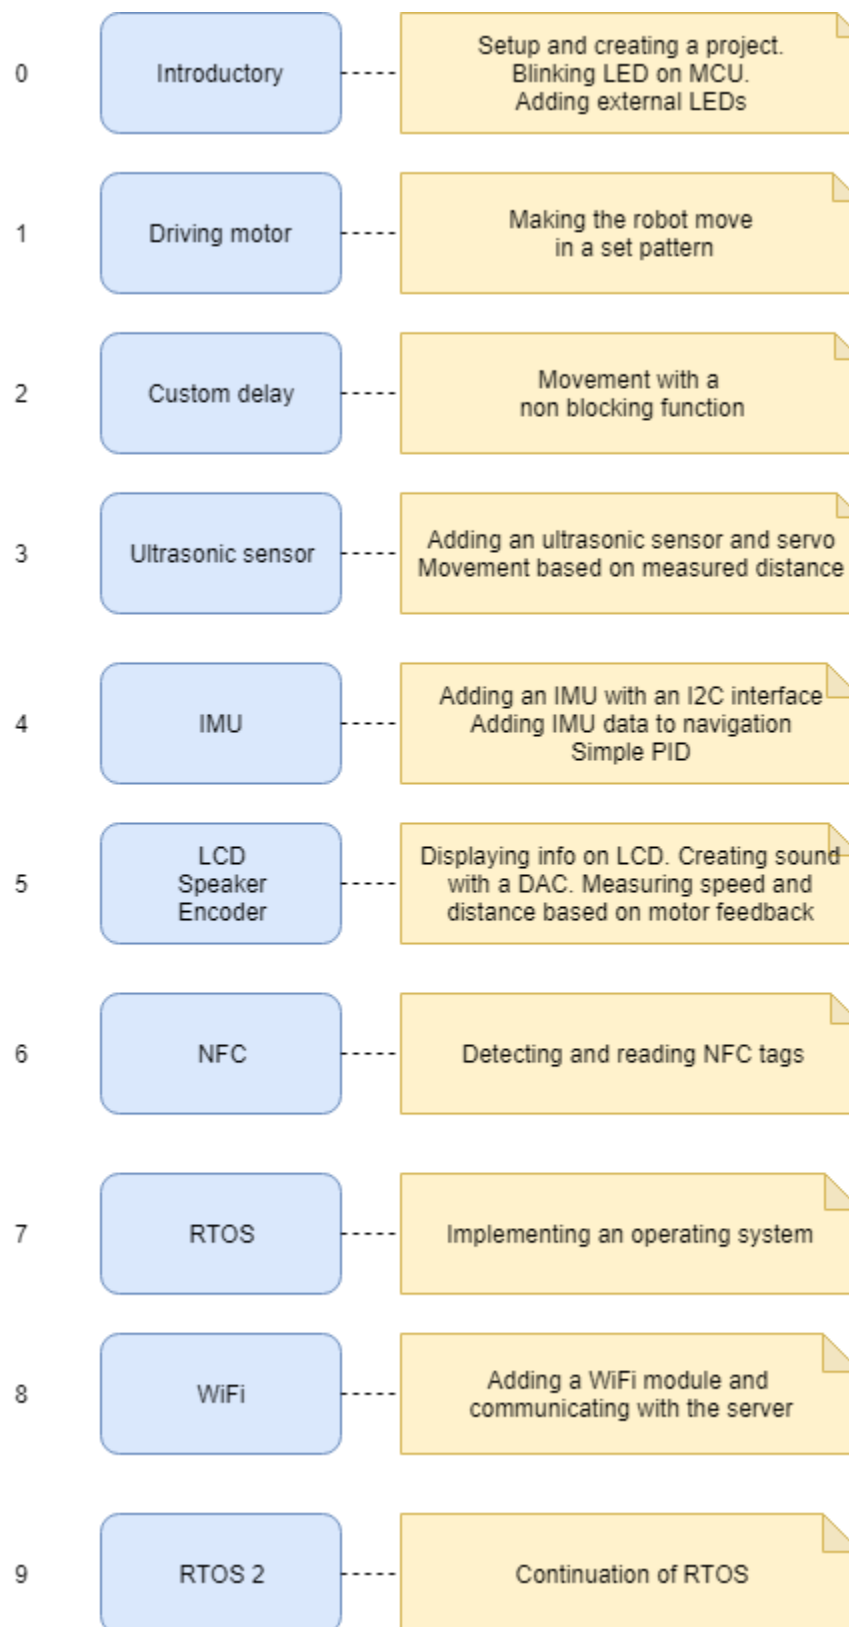 0
Introductory
Setup and creating a project.
Blinking LED on MCU.
Adding external LEDs
1
Driving motor
Making the robot move
in a set pattern
2
Custom delay
Movement with a
non blocking function
3
Ultrasonic sensor
Adding an ultrasonic sensor and servo
Movement based on measured distance
4
IMU
Adding an IMU with an I2C interface
Adding IMU data to navigation
Simple PID
5
LCD
Speaker
Encoder
Displaying info on LCD. Creating sound
with a DAC. Measuring speed and
distance based on motor feedback
6
NFC
Detecting and reading NFC tags
7
RTOS
Implementing an operating system
8
WiFi
Adding a WiFi module and
communicating with the server
9
RTOS 2
Continuation of RTOS